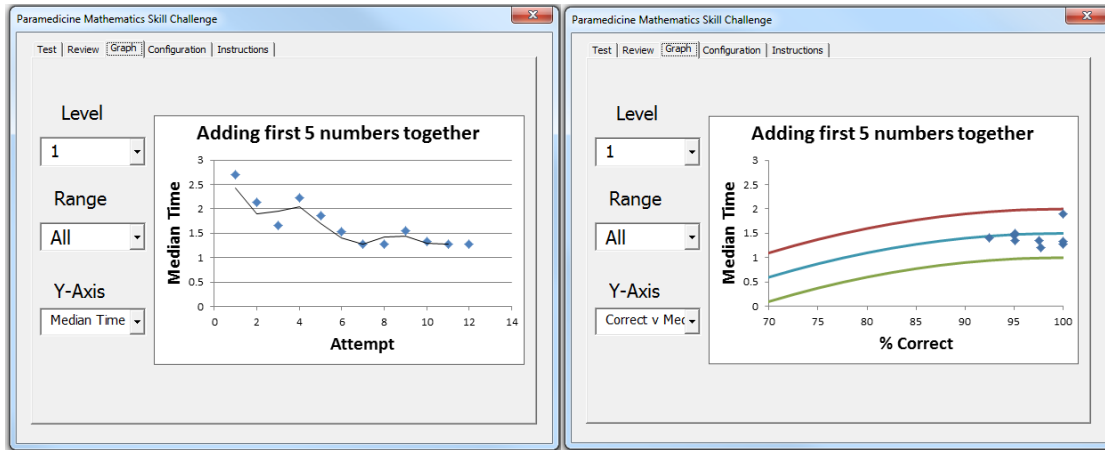 Paramedicine Mathematics Skill Challenge
Test Review Graph Configuration Instructions
Level
1
Range
All
Y-Axis
Median Time
Adding first 5 numbers together
Median Time
3
2.5
2
1.5
1
0.5
0
0 2 4 6 8 10 12 14
Attempt
Paramedicine Mathematics Skill Challenge
Test Review Graph Configuration Instructions
Level
1
Range
All
Y-Axis
Correct v Mec
Adding first 5 numbers together
Median Time
3
2.5
2
1.5
1
0.5
0
70 75 80 85 90 95 100
% Correct